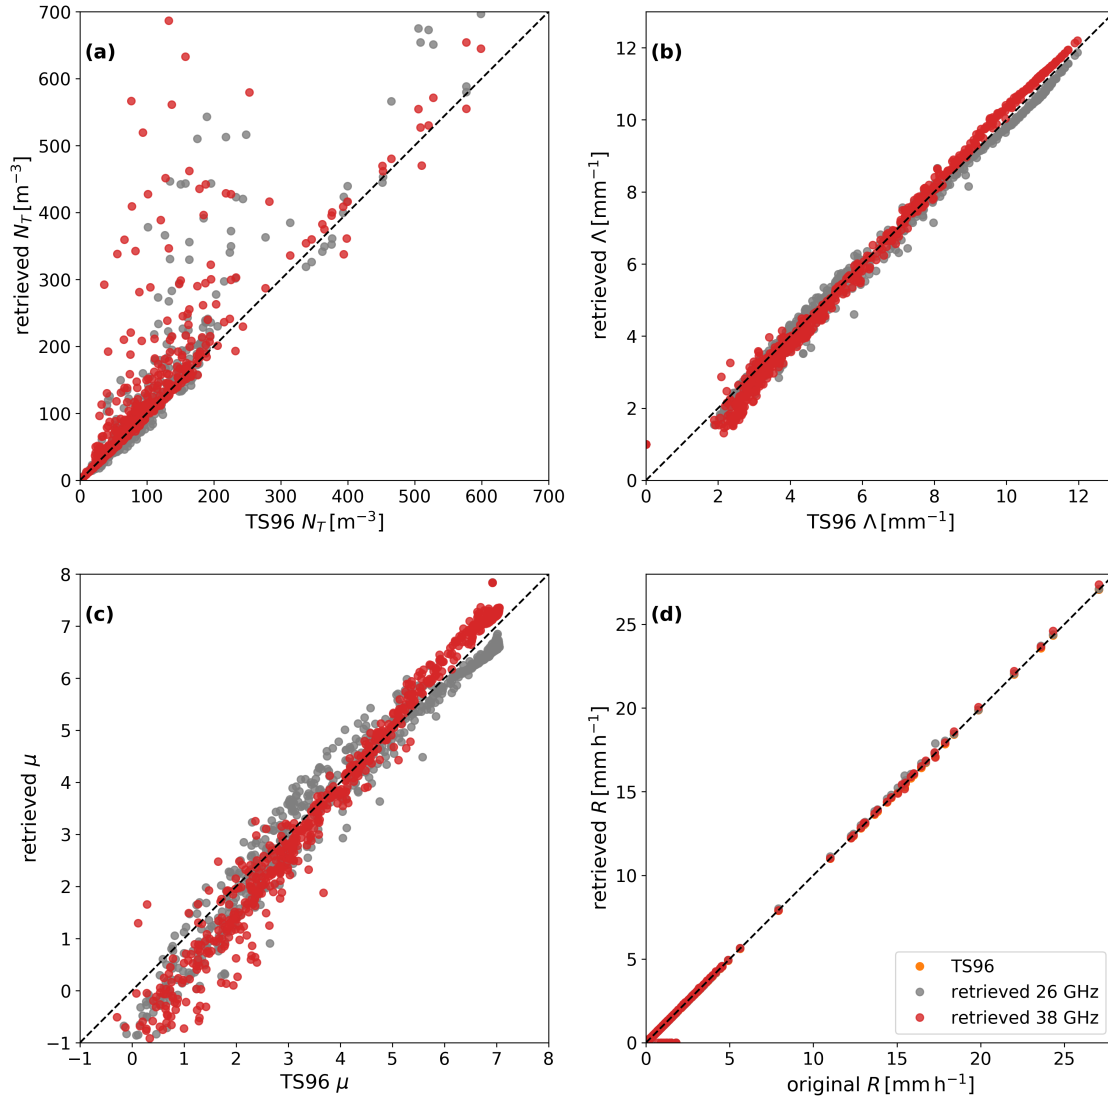 (a)
700
600
500
400
300
200
100
0
retrieved N_T [m⁻³]
0 100 200 300 400 500 600 700
TS96 N_T [m⁻³]
(b)
12
10
8
6
4
2
0
retrieved Λ [mm⁻¹]
0 2 4 6 8 10 12
TS96 Λ [mm⁻¹]
(c)
8
7
6
5
4
3
2
1
0
−1
retrieved μ
−1 0 1 2 3 4 5 6 7 8
TS96 μ
(d)
25
20
15
10
5
0
retrieved R [mm h⁻¹]
TS96
retrieved 26 GHz
retrieved 38 GHz
0 5 10 15 20 25
original R [mm h⁻¹]